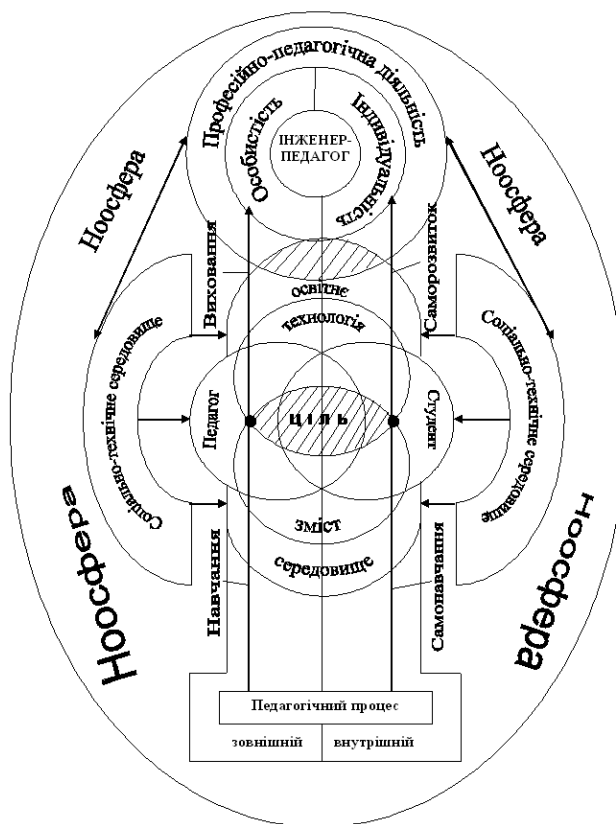 Професійно-педагогічна діяльність
Особистість
Індивідуальність
ІНЖЕНЕР-
ПЕДАГОГ
Ноосфера
Ноосфера
Виховання
Саморозвиток
освітнє
технологія
Соціально-технічне середовище
Педагог
ЦІЛЬ
Студент
Соціально-технічне середовище
зміст
середовище
Навчання
Самонавчання
Ноосфера
Ноосфера
Педагогічний процес
зовнішній
внутрішній